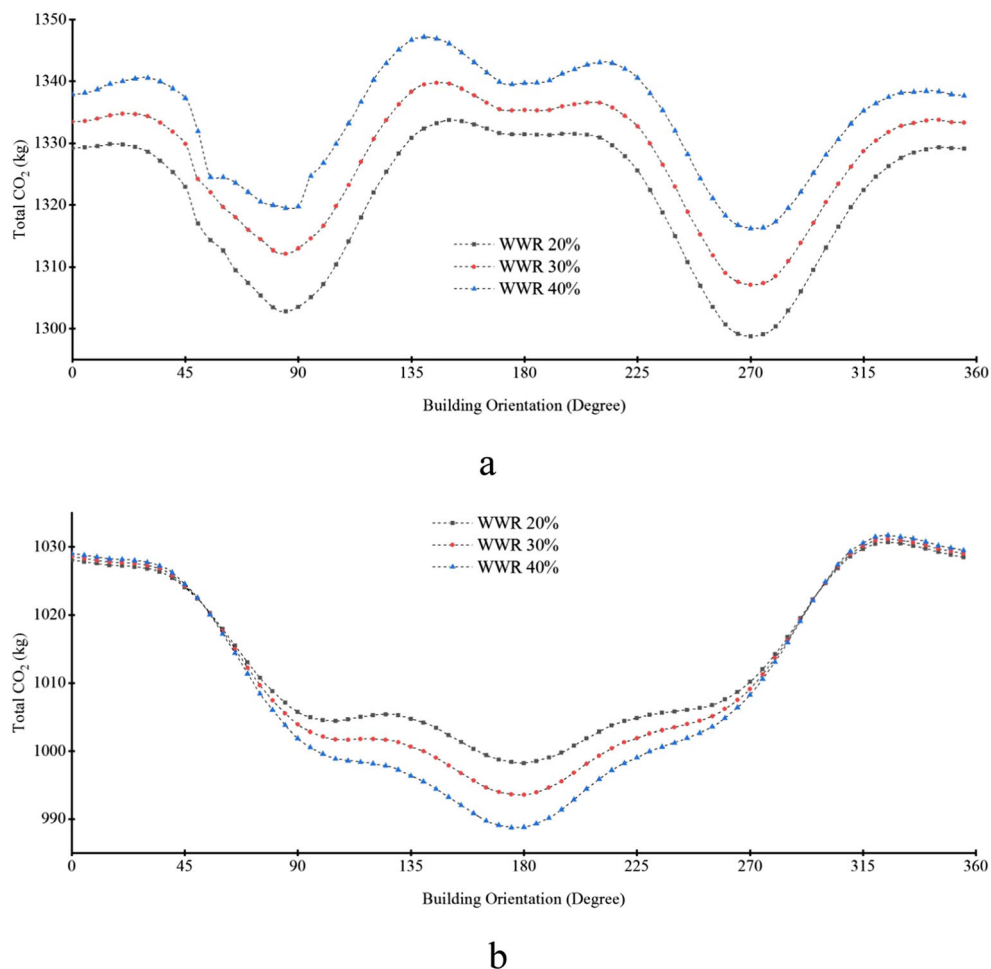 1350
1340
1330
1320
1310
1300
Total CO₂ (kg)
WWR 20%
WWR 30%
WWR 40%
0 45 90 135 180 225 270 315 360
Building Orientation (Degree)
a
1030
1020
1010
1000
990
Total CO₂ (kg)
WWR 20%
WWR 30%
WWR 40%
0 45 90 135 180 225 270 315 360
Building Orientation (Degree)
b